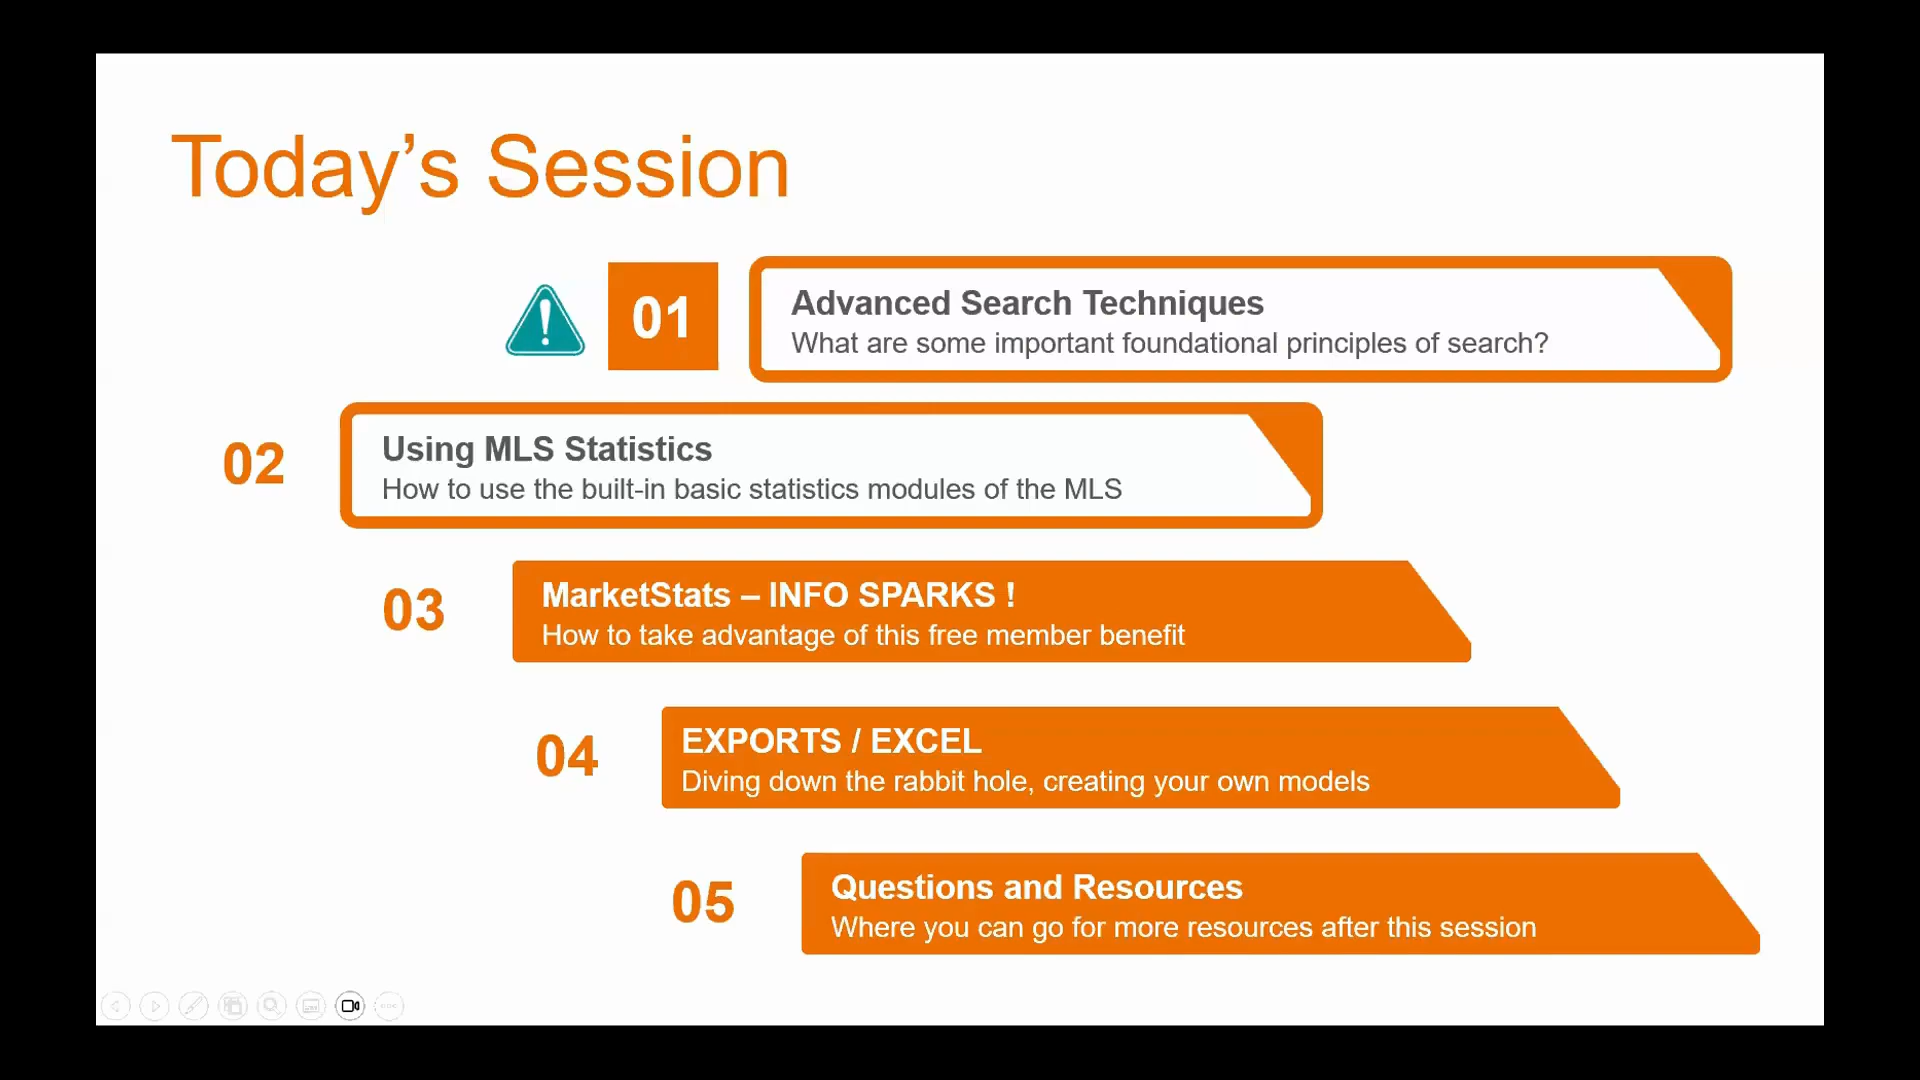 Today’s Session
01
Advanced Search Techniques
What are some important foundational principles of search?
02
Using MLS Statistics
How to use the built-in basic statistics modules of the MLS
03
MarketStats – INFO SPARKS !
How to take advantage of this free member benefit
04
EXPORTS / EXCEL
Diving down the rabbit hole, creating your own models
05
Questions and Resources
Where you can go for more resources after this session